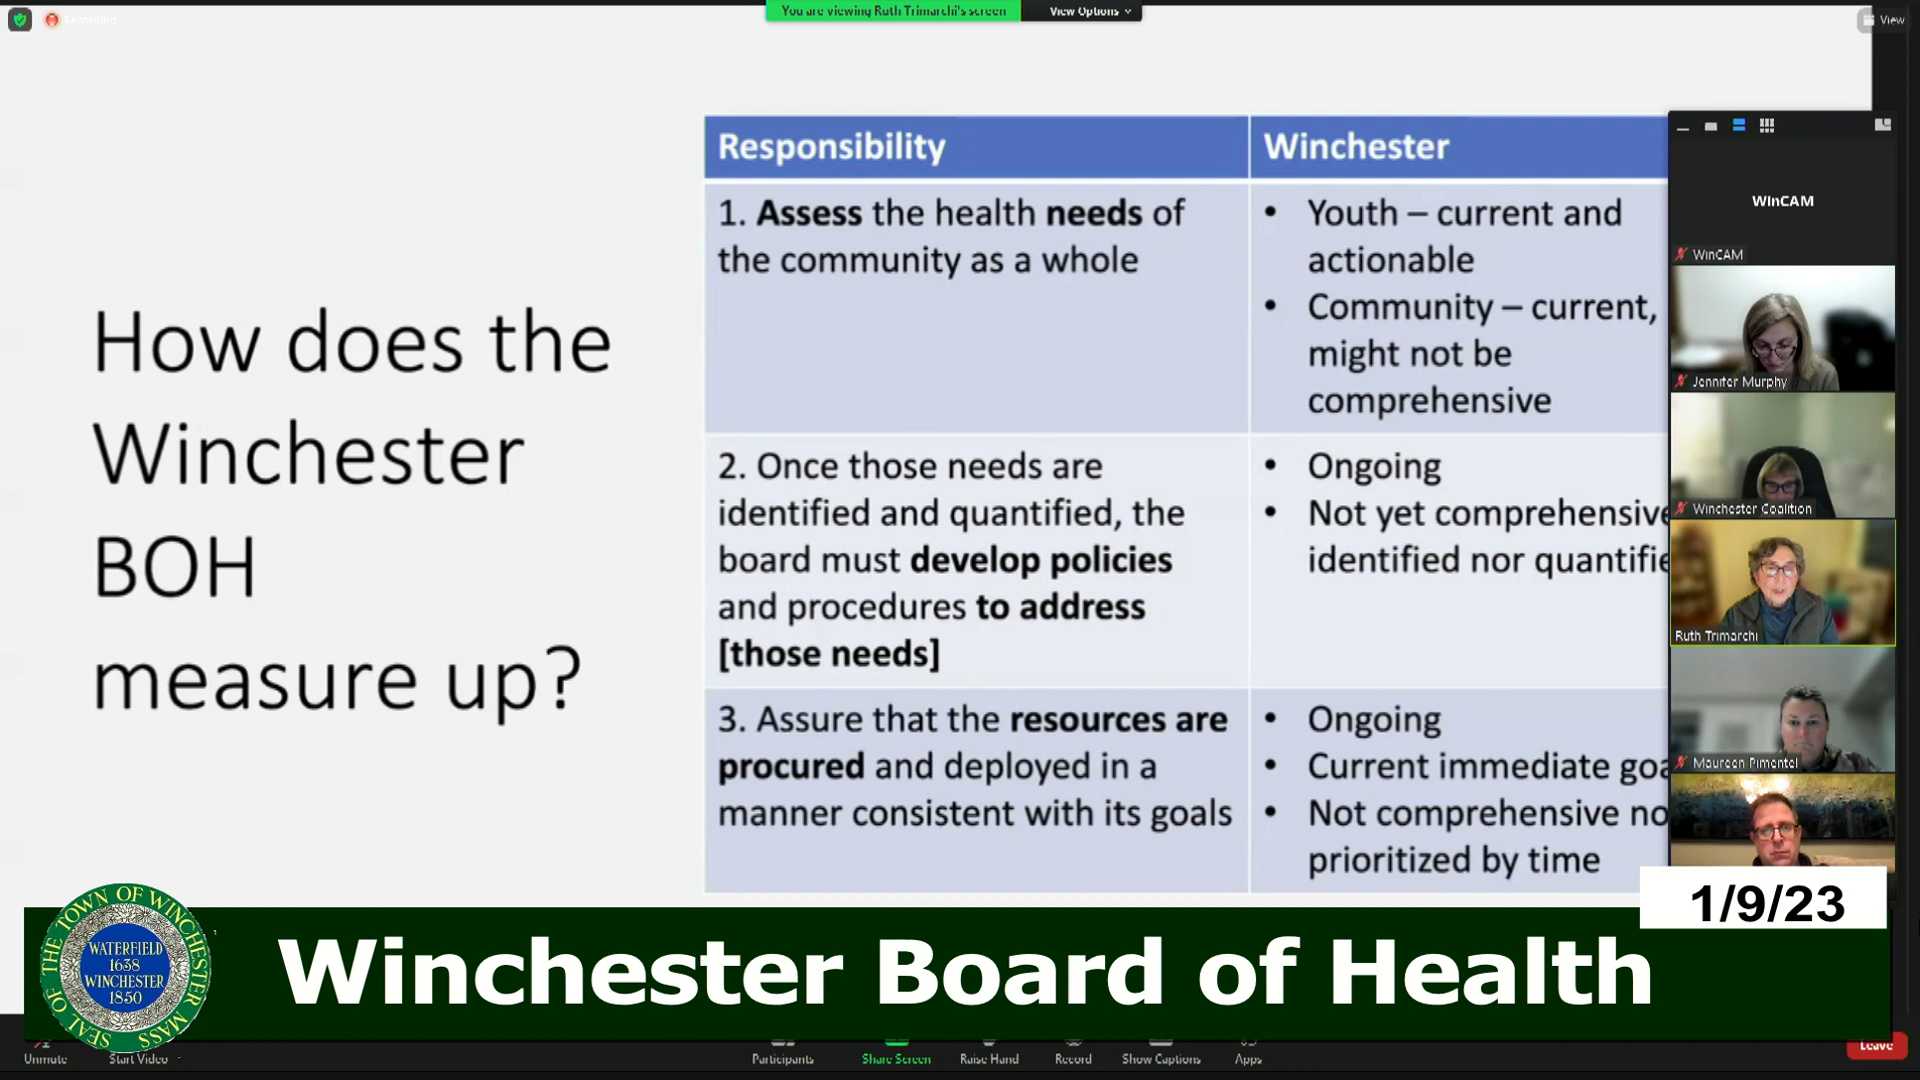 Recording
You are viewing Ruth Trimarchi's screen
View Options
View
How does the
Winchester
BOH
measure up?
Responsibility
Winchester
1. Assess the health needs of
the community as a whole
• Youth – current and
actionable
• Community – current,
might not be
comprehensive
2. Once those needs are
identified and quantified, the
board must develop policies
and procedures to address
[those needs]
• Ongoing
• Not yet comprehensive
identified nor quantifie
3. Assure that the resources are
procured and deployed in a
manner consistent with its goals
• Ongoing
• Current immediate goa
• Not comprehensive no
prioritized by time
WinCAM
WinCAM
Jennifer Murphy
Winchester Coalition
Ruth Trimarchi
Maureen Pimentel
1/9/23
THE TOWN OF WINCHESTER MASS
SEAL OF
WATERFIELD
1638
WINCHESTER
1850
Winchester Board of Health
Unmute
Start Video
Participants
Share Screen
Raise Hand
Record
Show Captions
Apps
Leave